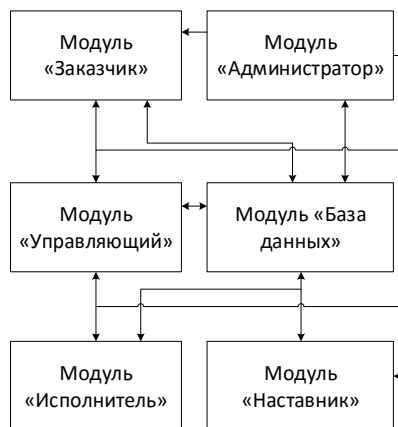 Модуль
«Заказчик»
Модуль
«Администратор»
Модуль
«Управляющий»
Модуль «База
данных»
Модуль
«Исполнитель»
Модуль
«Наставник»